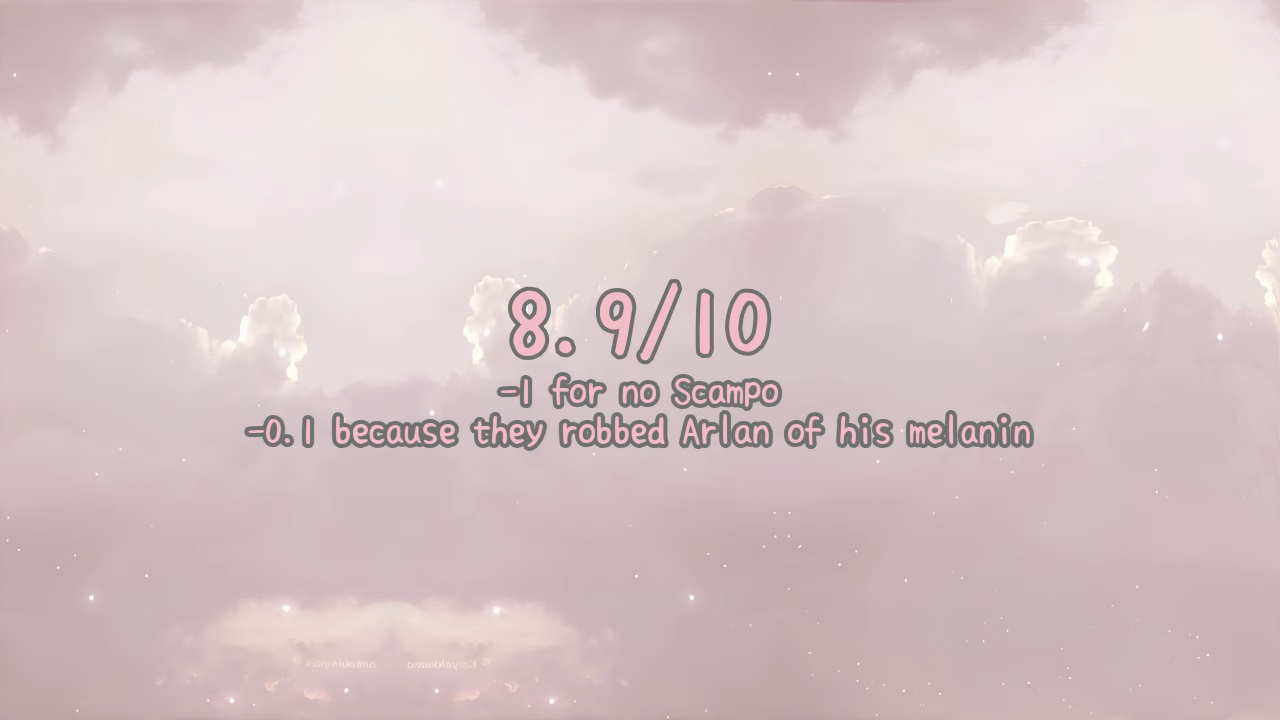 8.9/10
-1 for no Scampo
-0.1 because they robbed Arlan of his melanin